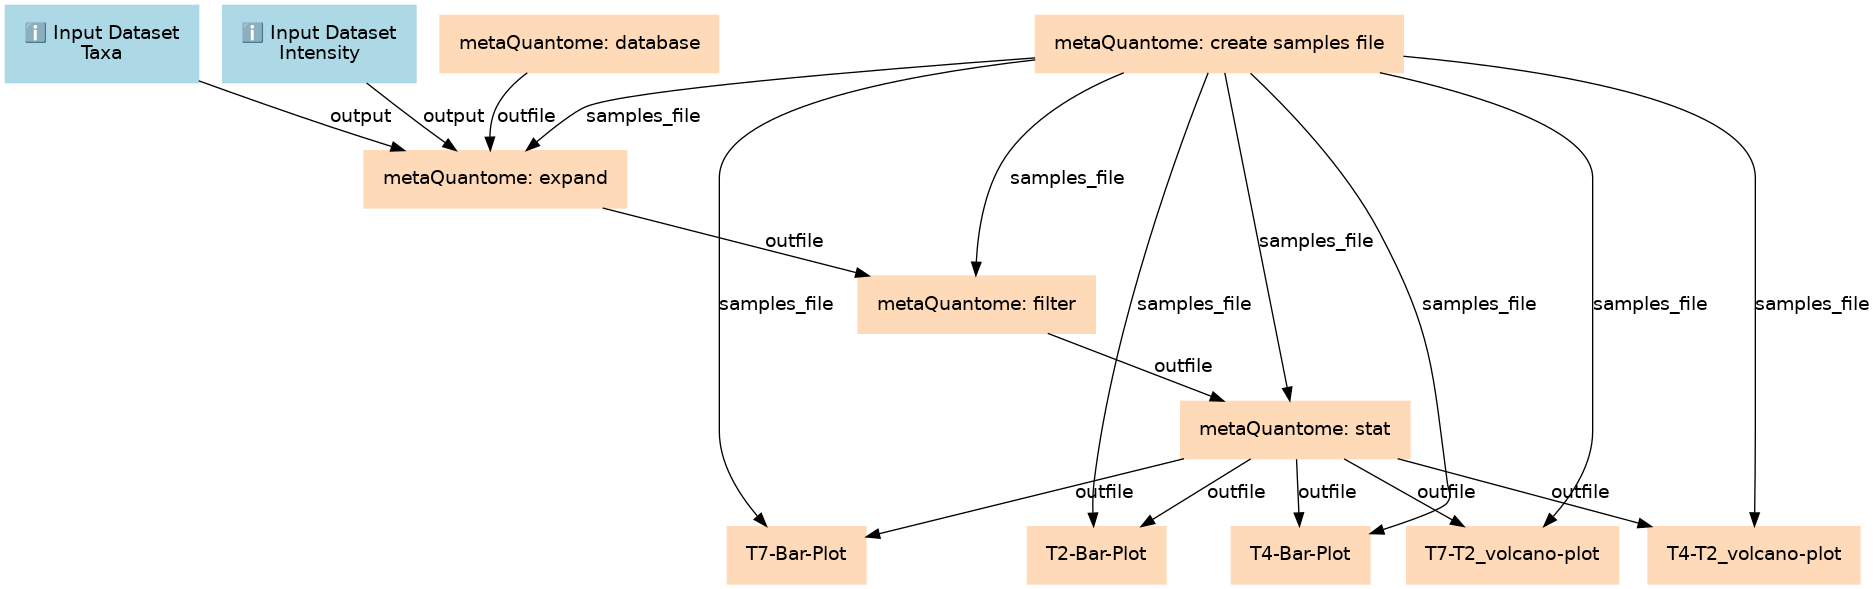 ℹ️ Input Dataset
Taxa
ℹ️ Input Dataset
Intensity
metaQuantome: database
metaQuantome: create samples file
output
output
outfile
samples_file
metaQuantome: expand
samples_file
outfile
samples_file
metaQuantome: filter
samples_file
samples_file
samples_file
samples_file
samples_file
outfile
metaQuantome: stat
outfile
outfile
outfile
outfile
outfile
T7-Bar-Plot
T2-Bar-Plot
T4-Bar-Plot
T7-T2_volcano-plot
T4-T2_volcano-plot